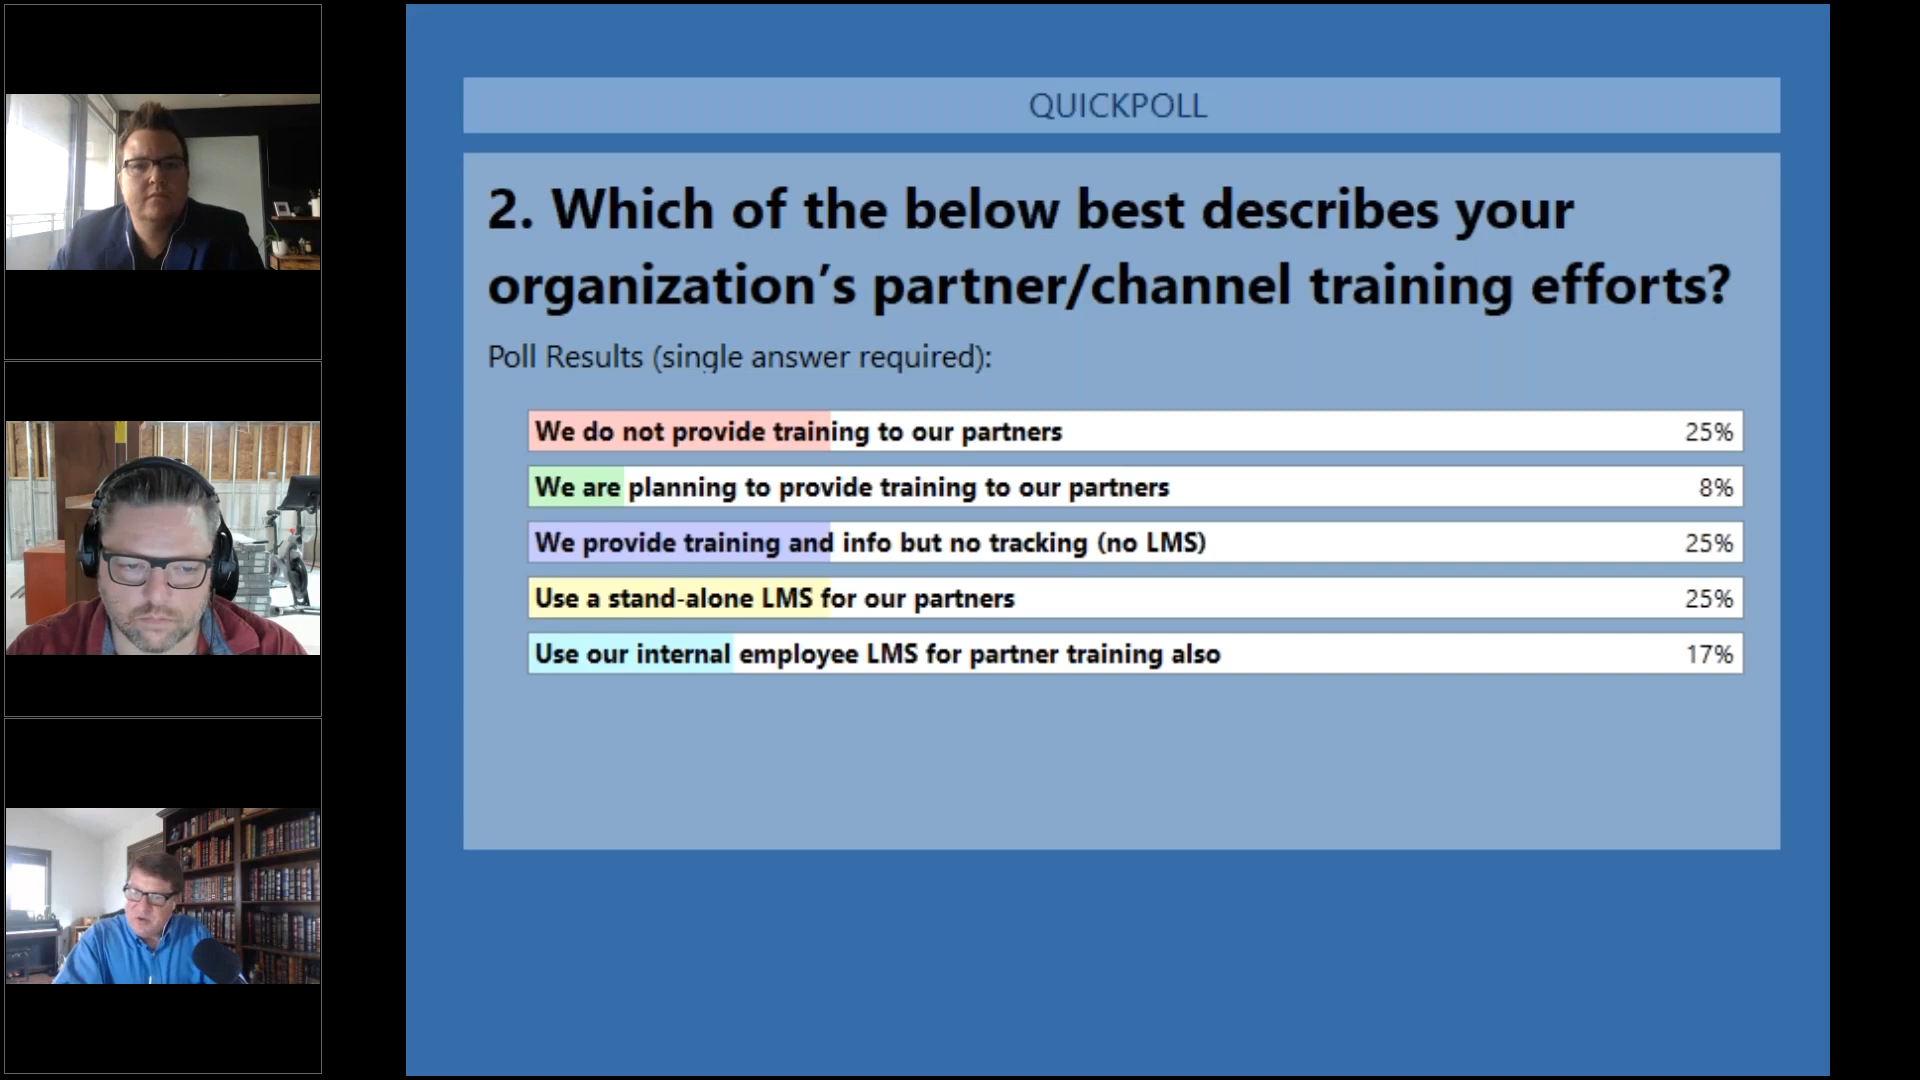 QUICKPOLL
2. Which of the below best describes your
organization’s partner/channel training efforts?
Poll Results (single answer required):
We do not provide training to our partners 25%
We are planning to provide training to our partners 8%
We provide training and info but no tracking (no LMS) 25%
Use a stand-alone LMS for our partners 25%
Use our internal employee LMS for partner training also 17%